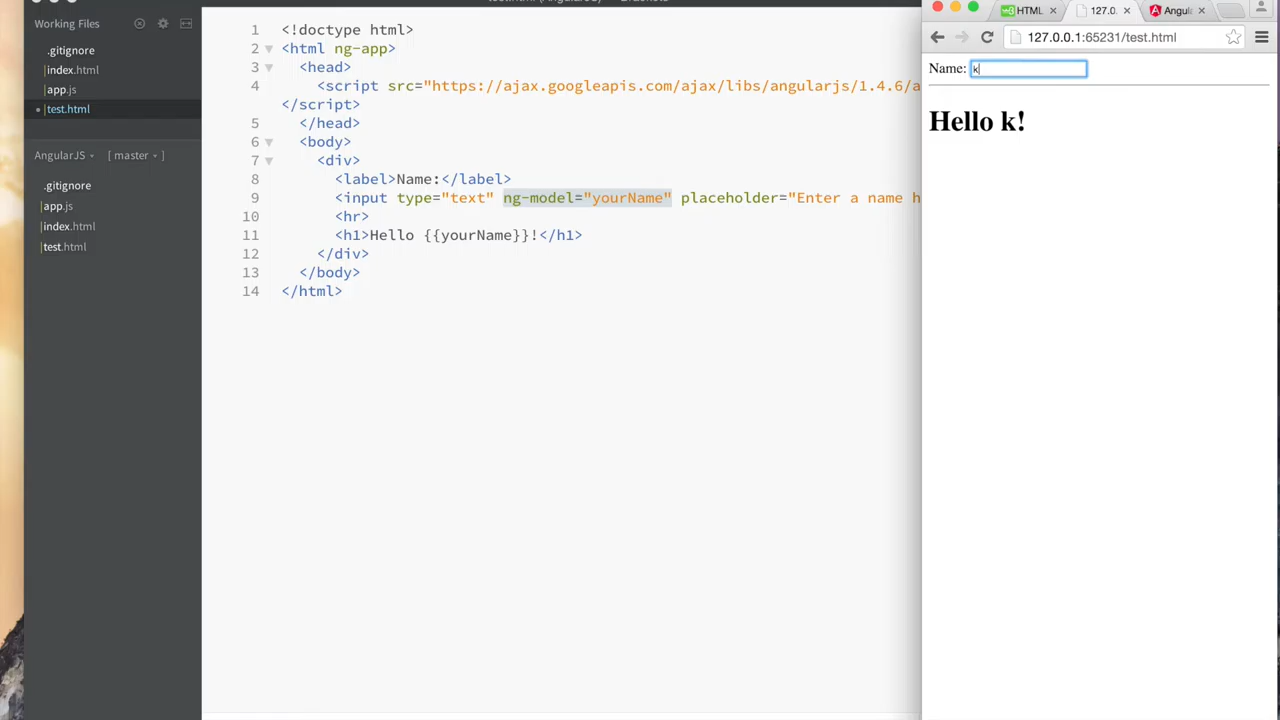 Working Files
.gitignore
index.html
app.js
test.html
AngularJS
[ master ]
.gitignore
app.js
index.html
test.html
1 <!doctype html>
2 <html ng-app>
3 <head>
4 <script src="https://ajax.googleapis.com/ajax/libs/angularjs/1.4.6/a
</script>
5 </head>
6 <body>
7 <div>
8 <label>Name:</label>
9 <input type="text" ng-model="yourName" placeholder="Enter a name h
10 <hr>
11 <h1>Hello {{yourName}}!</h1>
12 </div>
13 </body>
14 </html>
HTML
127.0.
Angula
127.0.0.1:65231/test.html
Name: k
Hello k!